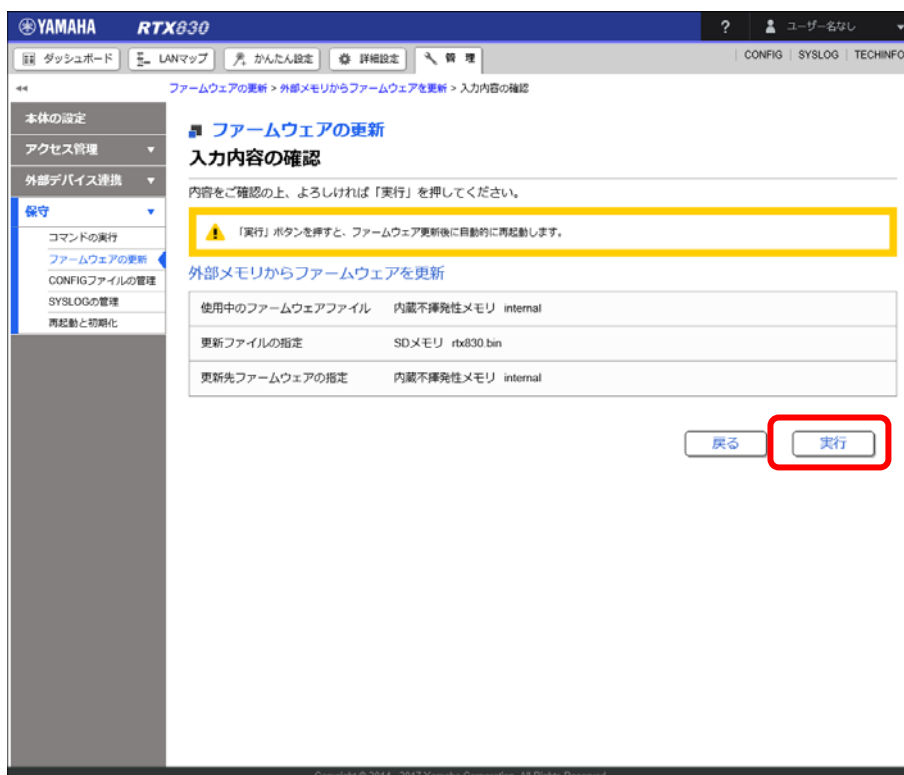 YAMAHA RTX830 ? ユーザー名なし
ダッシュボード LANマップ かんたん設定 詳細設定 管理 CONFIG SYSLOG TECHINFO
ファームウェアの更新 > 外部メモリからファームウェアを更新 > 入力内容の確認
本体の設定
アクセス管理
外部デバイス連携
保守
コマンドの実行
ファームウェアの更新
CONFIGファイルの管理
SYSLOGの管理
再起動と初期化
ファームウェアの更新
入力内容の確認
内容をご確認の上、よろしければ「実行」を押してください。
「実行」ボタンを押すと、ファームウェア更新後に自動的に再起動します。
外部メモリからファームウェアを更新
使用中のファームウェアファイル 内蔵不揮発性メモリ internal
更新ファイルの指定 SDメモリ rtx830.bin
更新先ファームウェアの指定 内蔵不揮発性メモリ internal
戻る 実行
Copyright © 2014 - 2017 Yamaha Corporation. All Rights Reserved.